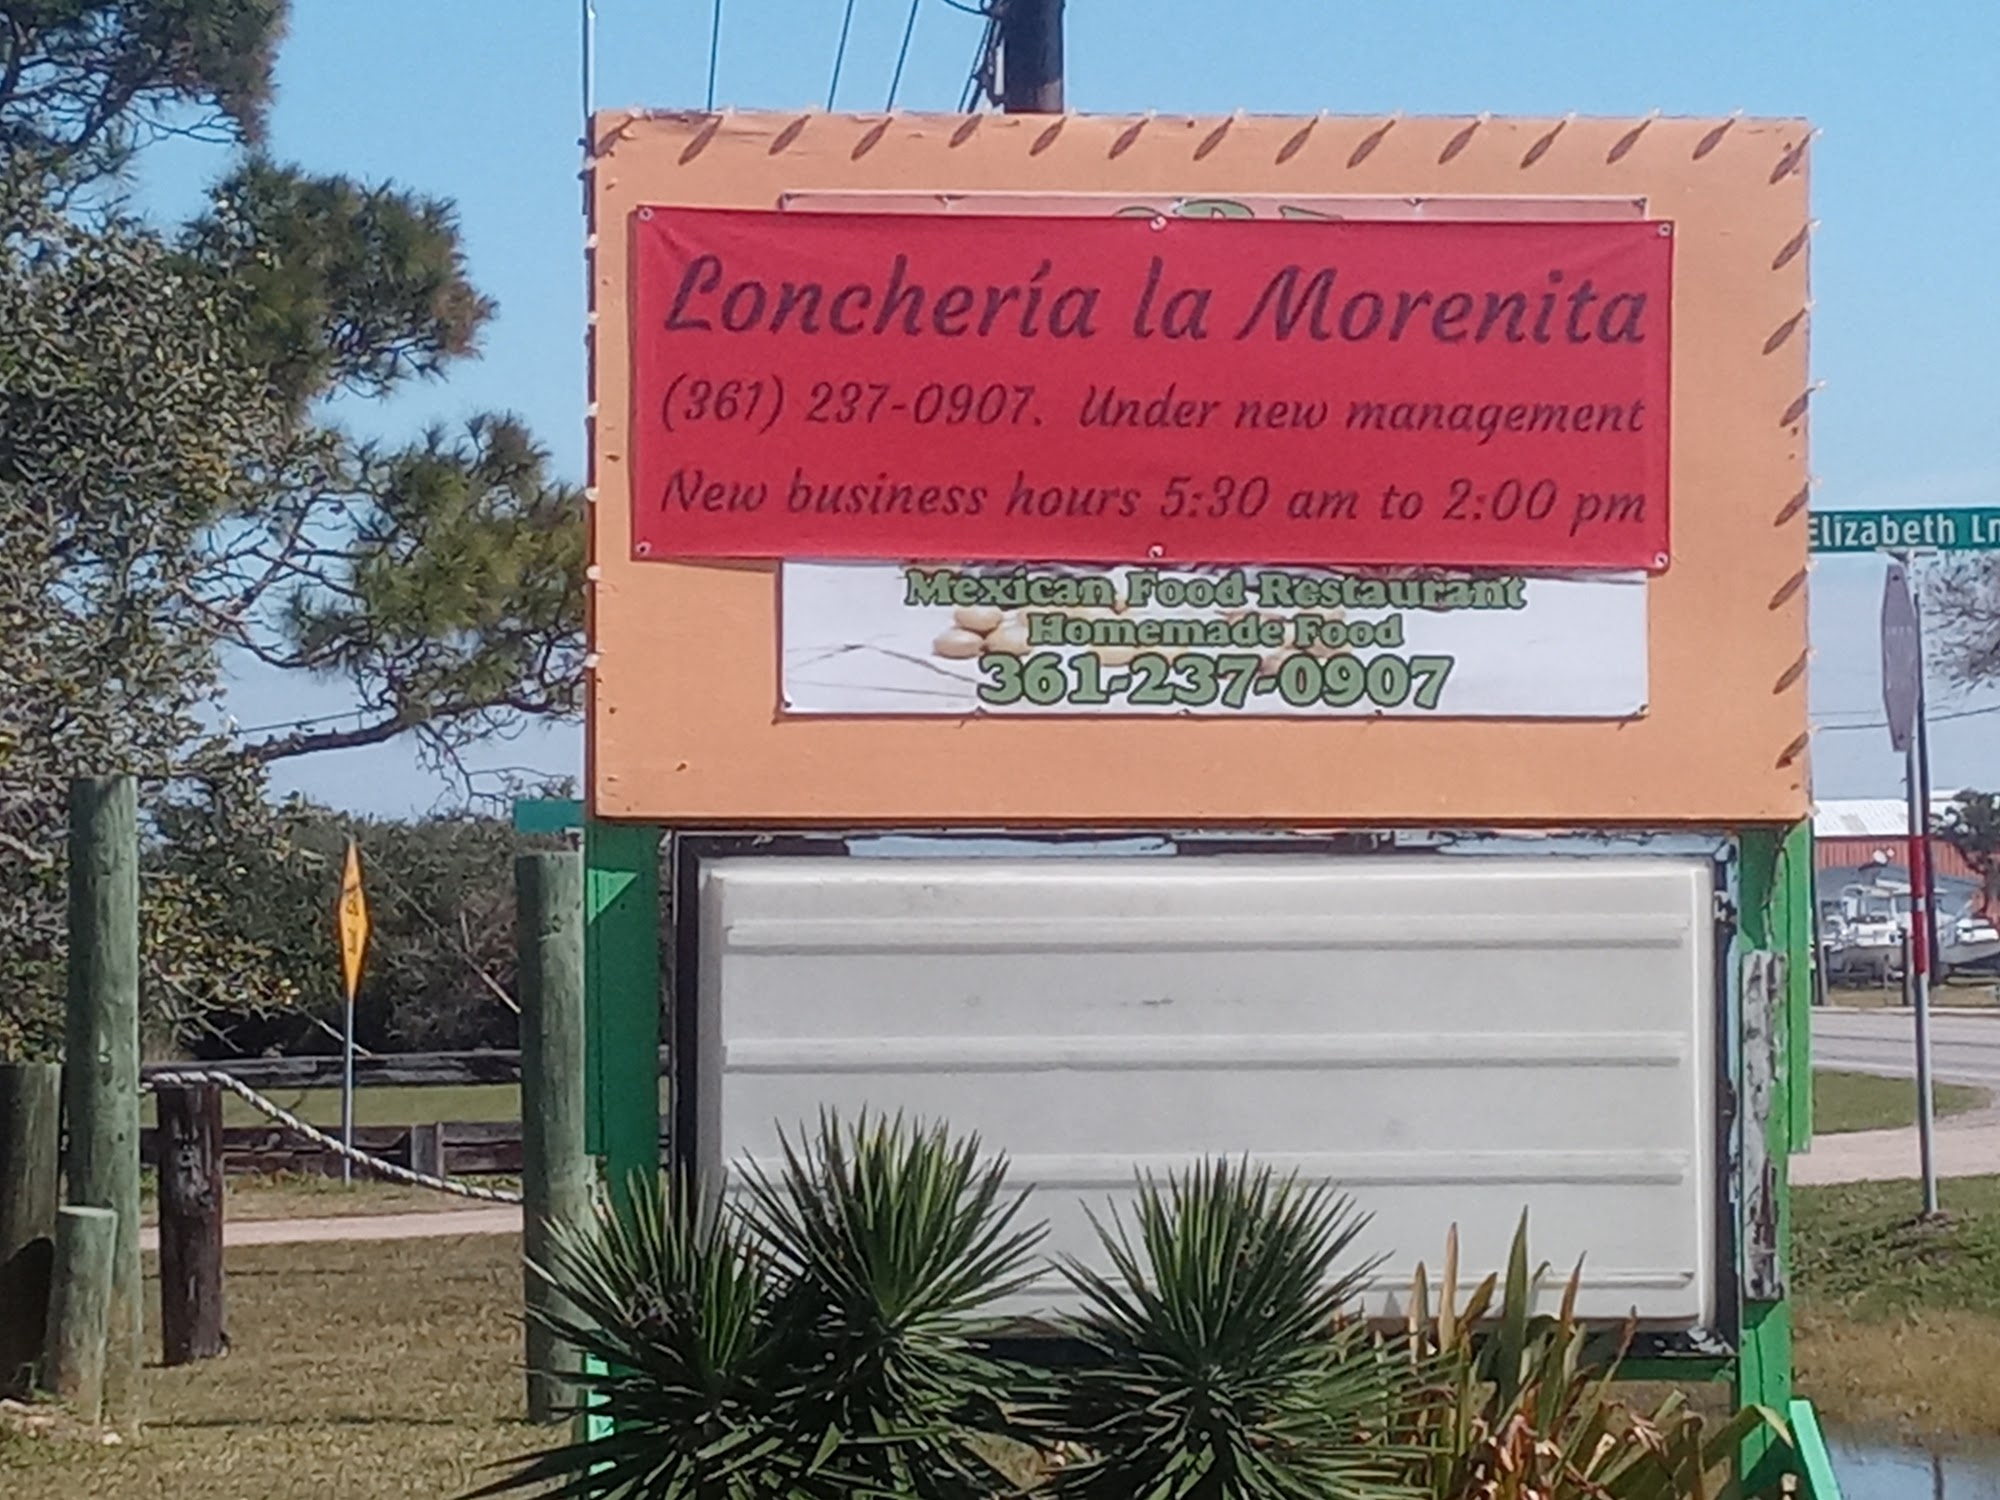 Lonchería la Morenita
(361) 237-0907. Under new management
New business hours 5:30 am to 2:00 pm
Mexican Food Restaurant
Homemade Food
361-237-0907
Elizabeth Ln